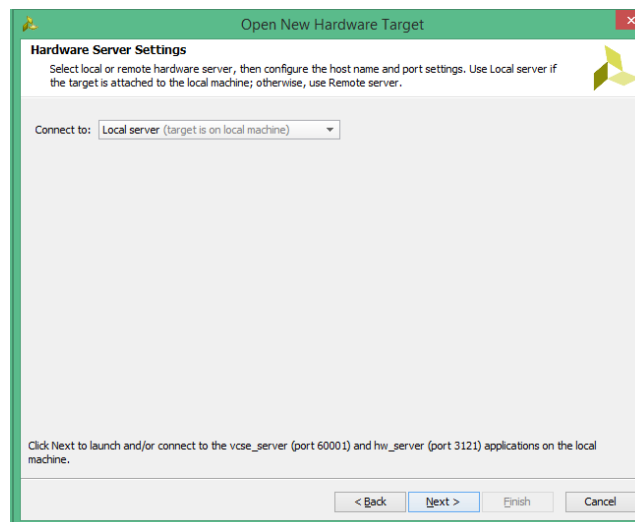 Open New Hardware Target
Hardware Server Settings
Select local or remote hardware server, then configure the host name and port settings. Use Local server if
the target is attached to the local machine; otherwise, use Remote server.
Connect to: Local server (target is on local machine)
Click Next to launch and/or connect to the vcse_server (port 60001) and hw_server (port 3121) applications on the local
machine.
< Back Next > Finish Cancel